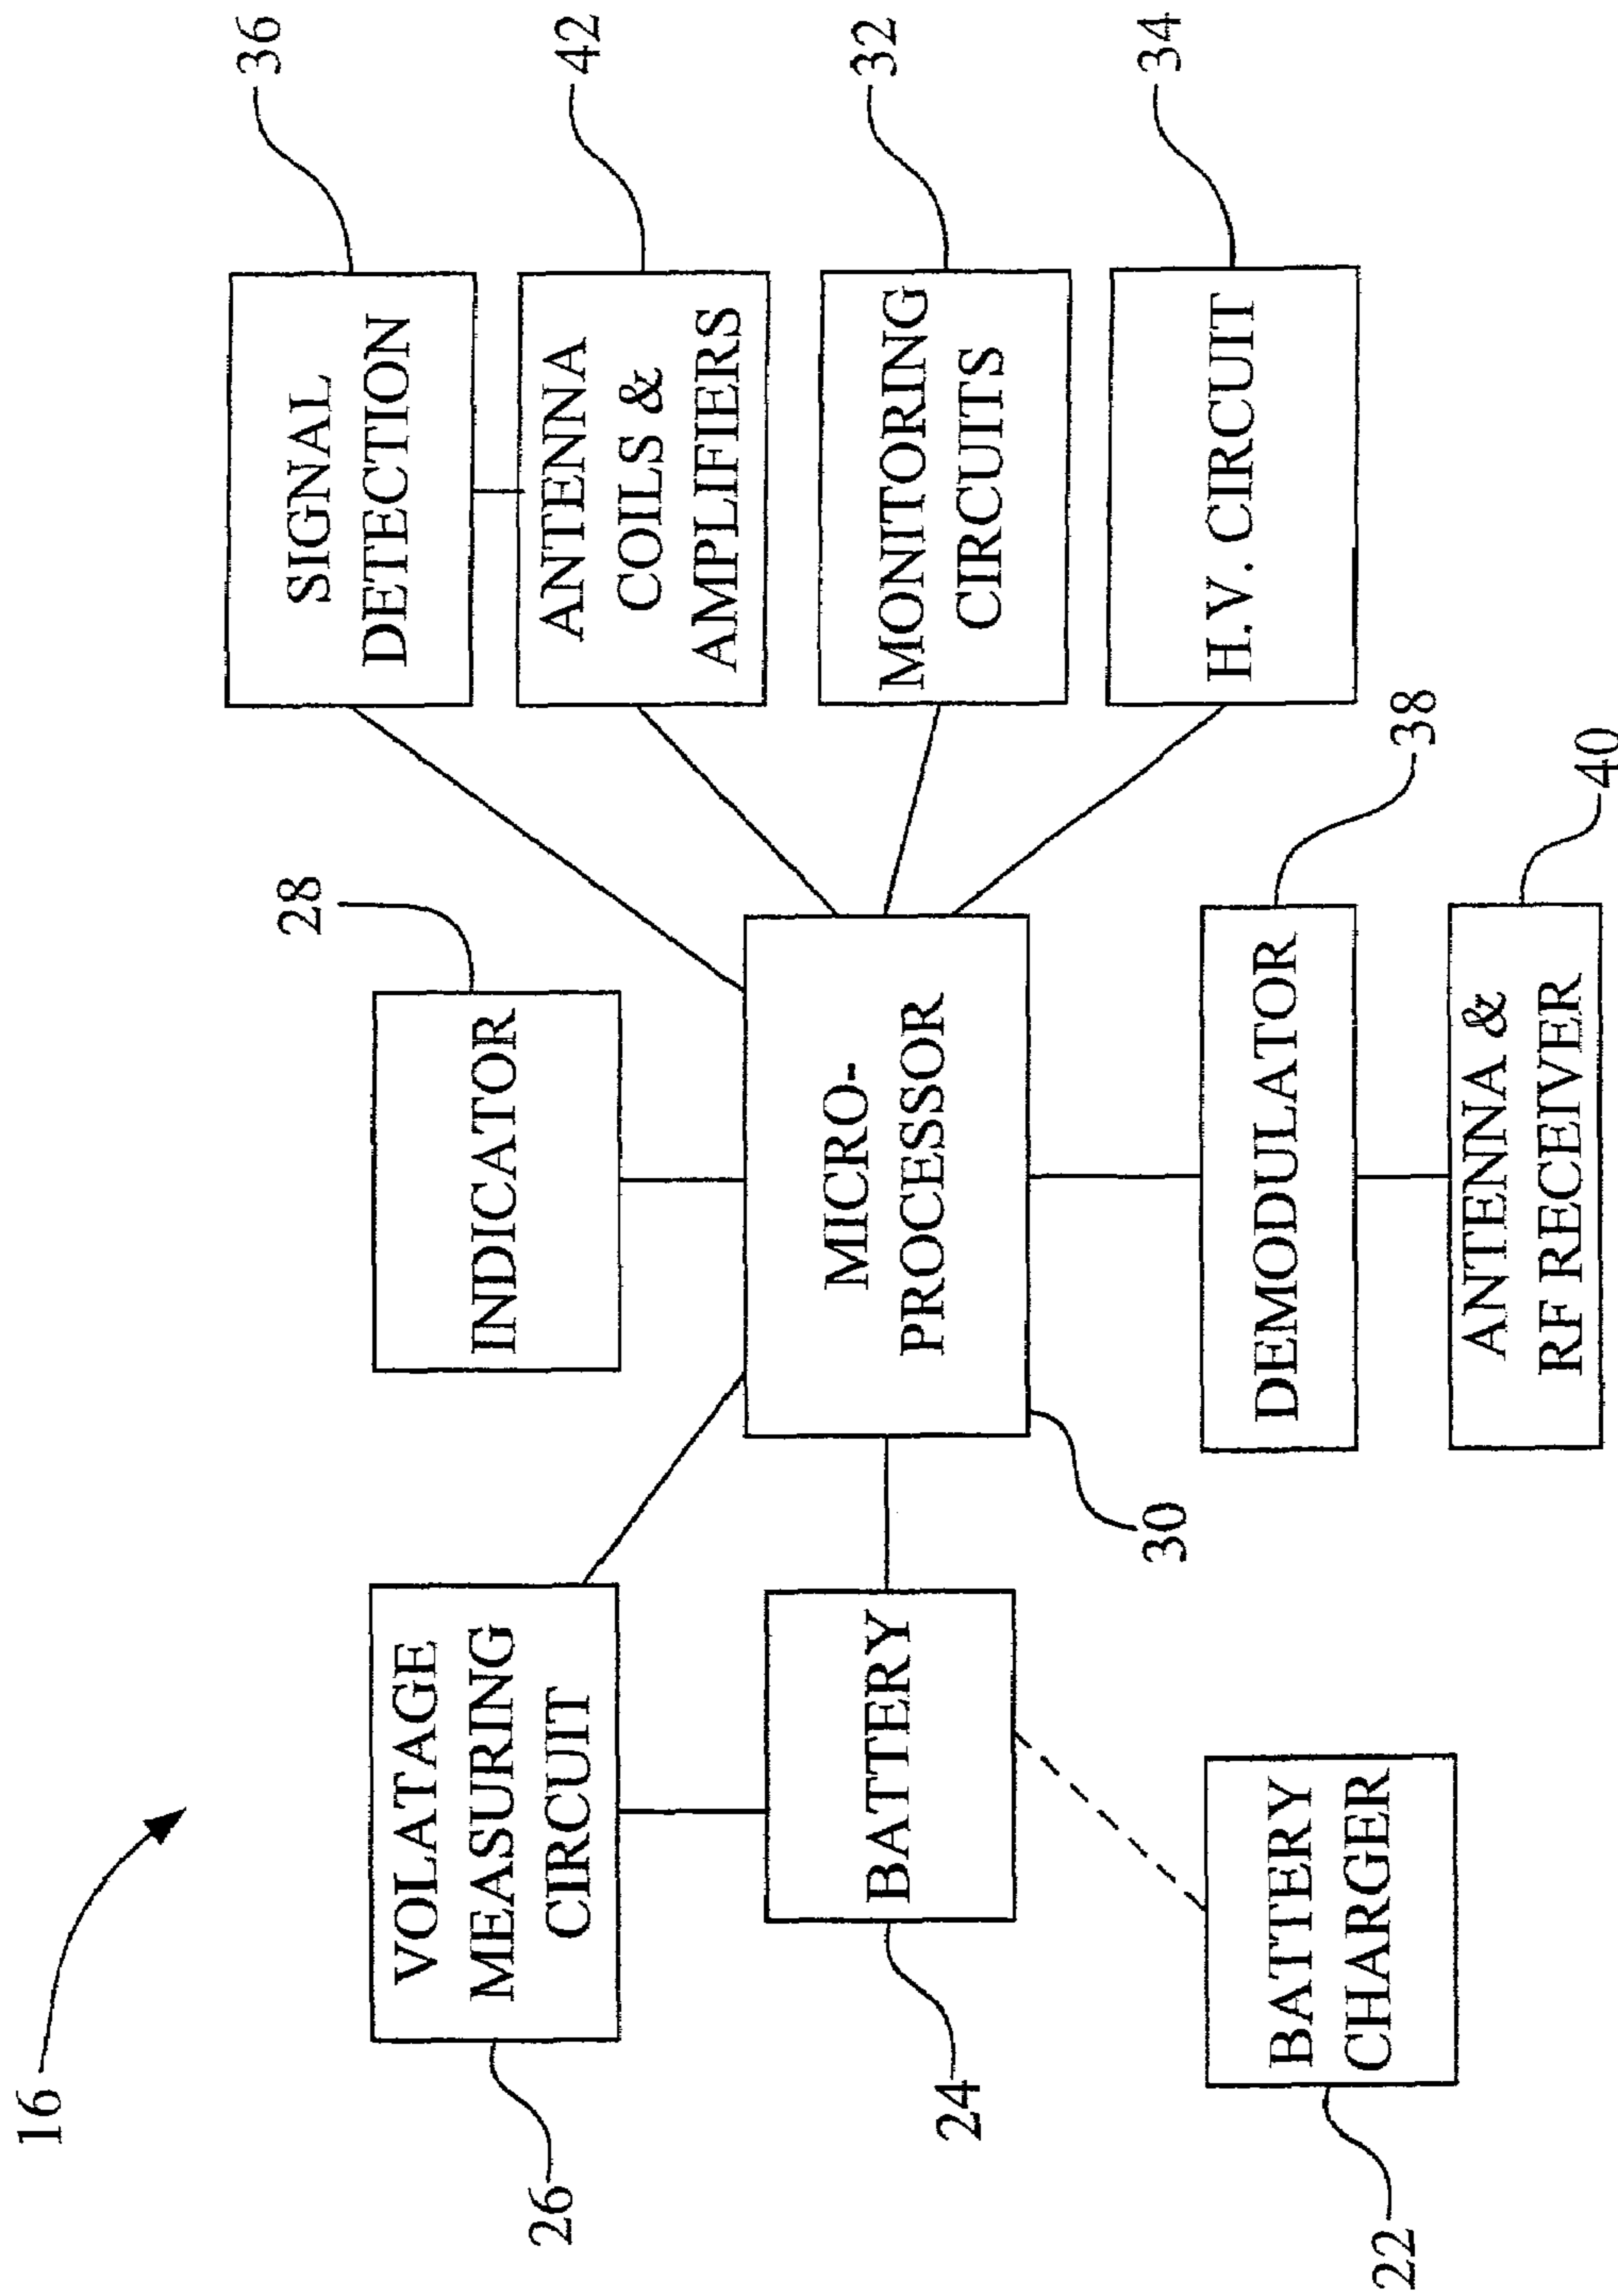 16
VOLATAGE
MEASURING
CIRCUIT
26
BATTERY
24
BATTERY
CHARGER
22
INDICATOR
28
MICRO-
PROCESSOR
30
DEMODULATOR
38
ANTENNA &
RF RECEIVER
40
SIGNAL
DETECTION
36
ANTENNA
COILS &
AMPLIFIERS
42
MONITORING
CIRCUITS
32
H.V. CIRCUIT
34